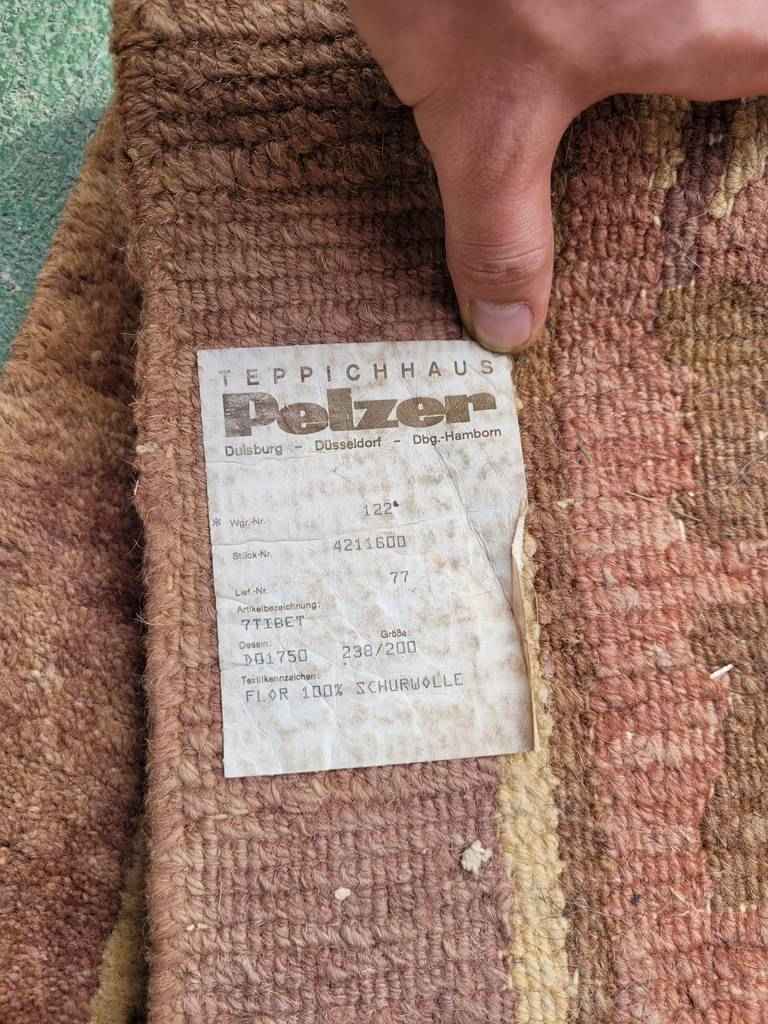 TEPPICHHAUS
Pelzer
Duisburg – Düsseldorf – Dbg.-Hamborn
* Wgr.-Nr. 122
Stück-Nr. 4211600
Lief.-Nr. 77
Artikelbezeichnung:
7TIBET
Dessin: Größe:
D01750 238/200
Textilkennzeichen:
FLOR 100% SCHURWOLLE